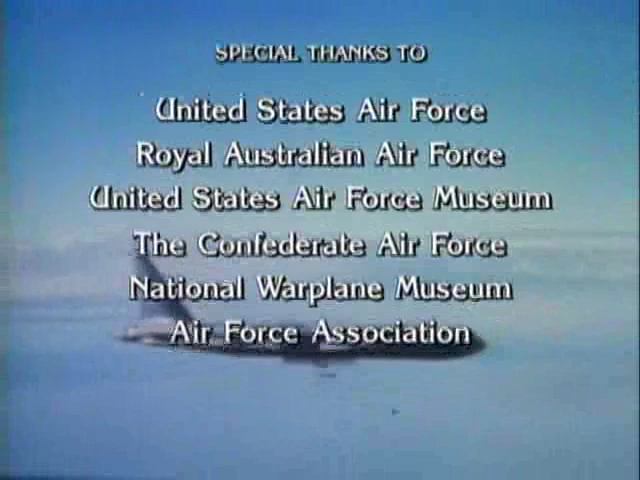 SPECIAL THANKS TO
United States Air Force
Royal Australian Air Force
United States Air Force Museum
The Confederate Air Force
National Warplane Museum
Air Force Association